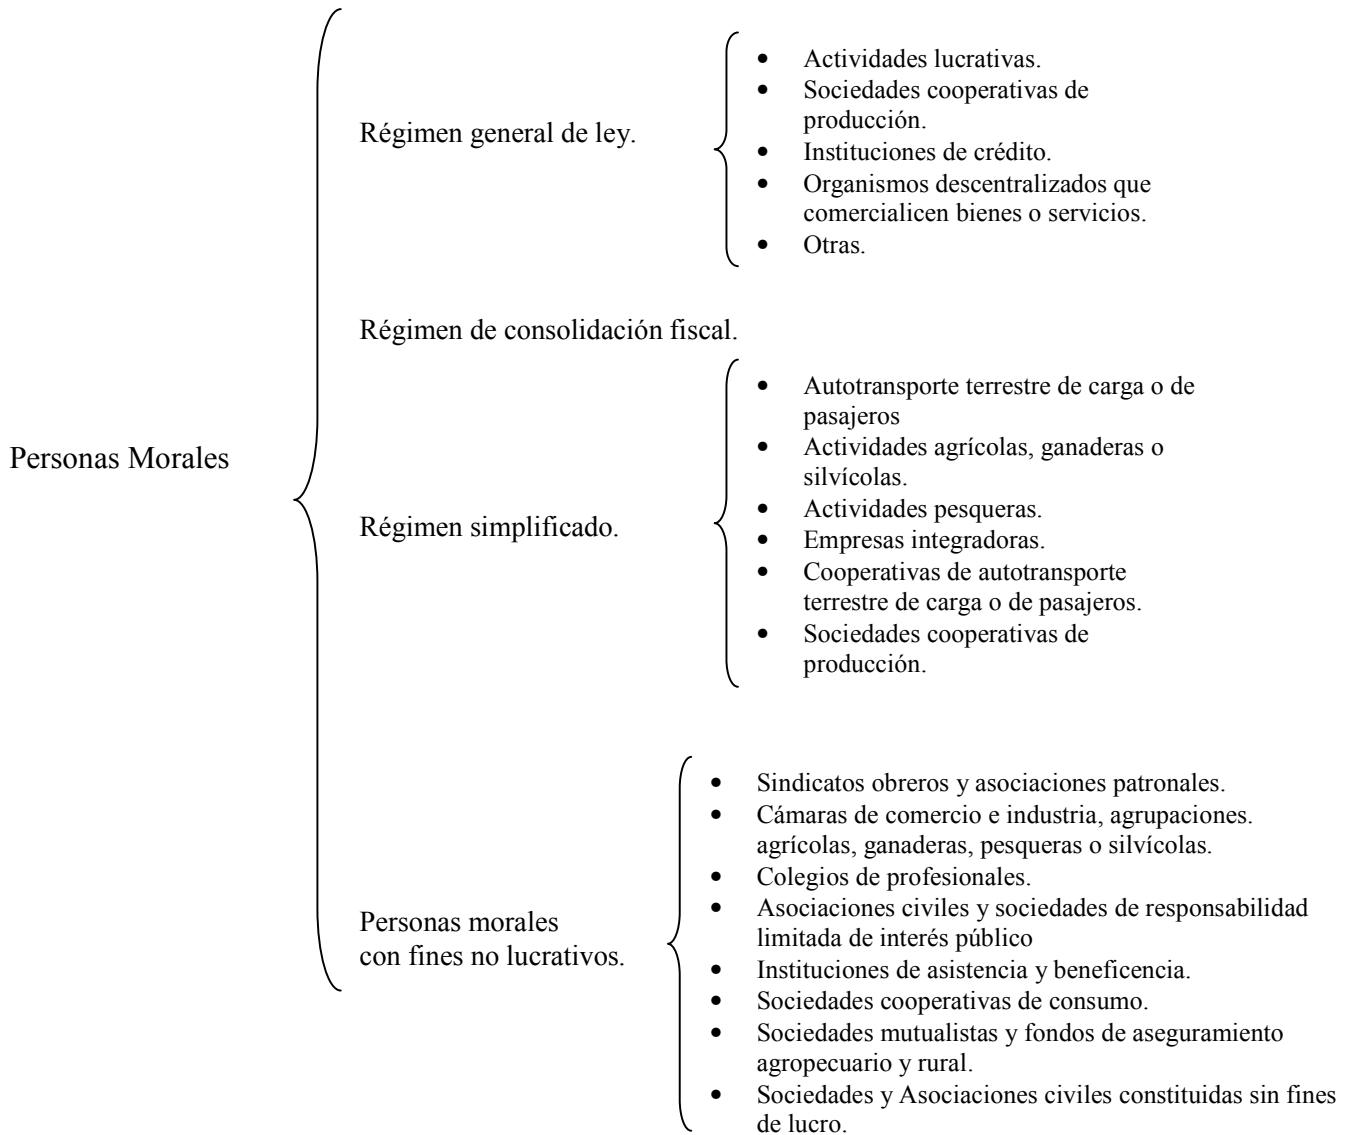 Personas Morales
Régimen general de ley.
• Actividades lucrativas.
• Sociedades cooperativas de
producción.
• Instituciones de crédito.
• Organismos descentralizados que
comercialicen bienes o servicios.
• Otras.
Régimen de consolidación fiscal.
Régimen simplificado.
• Autotransporte terrestre de carga o de
pasajeros
• Actividades agrícolas, ganaderas o
silvícolas.
• Actividades pesqueras.
• Empresas integradoras.
• Cooperativas de autotransporte
terrestre de carga o de pasajeros.
• Sociedades cooperativas de
producción.
Personas morales
con fines no lucrativos.
• Sindicatos obreros y asociaciones patronales.
• Cámaras de comercio e industria, agrupaciones.
agrícolas, ganaderas, pesqueras o silvícolas.
• Colegios de profesionales.
• Asociaciones civiles y sociedades de responsabilidad
limitada de interés público
• Instituciones de asistencia y beneficencia.
• Sociedades cooperativas de consumo.
• Sociedades mutualistas y fondos de aseguramiento
agropecuario y rural.
• Sociedades y Asociaciones civiles constituidas sin fines
de lucro.